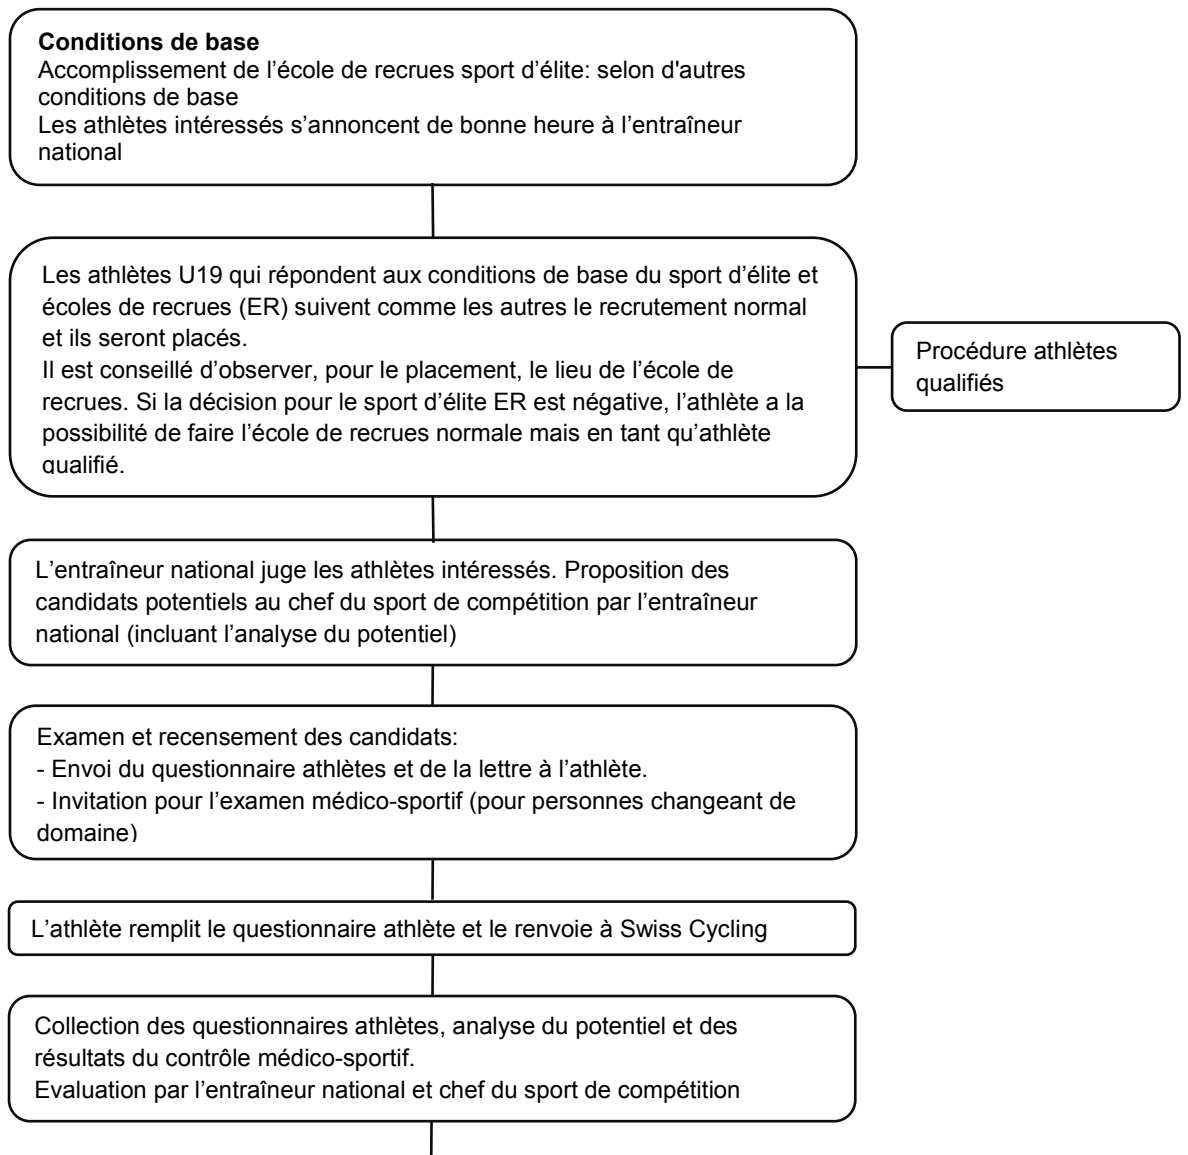 Conditions de base
Accomplissement de l’école de recrues sport d’élite: selon d'autres
conditions de base
Les athlètes intéressés s’annoncent de bonne heure à l’entraîneur
national
Les athlètes U19 qui répondent aux conditions de base du sport d’élite et
écoles de recrues (ER) suivent comme les autres le recrutement normal
et ils seront placés.
Il est conseillé d’observer, pour le placement, le lieu de l’école de
recrues. Si la décision pour le sport d’élite ER est négative, l’athlète a la
possibilité de faire l’école de recrues normale mais en tant qu’athlète
qualifié.
Procédure athlètes
qualifiés
L’entraîneur national juge les athlètes intéressés. Proposition des
candidats potentiels au chef du sport de compétition par l’entraîneur
national (incluant l’analyse du potentiel)
Examen et recensement des candidats:
- Envoi du questionnaire athlètes et de la lettre à l’athlète.
- Invitation pour l’examen médico-sportif (pour personnes changeant de
domaine)
L’athlète remplit le questionnaire athlète et le renvoie à Swiss Cycling
Collection des questionnaires athlètes, analyse du potentiel et des
résultats du contrôle médico-sportif.
Evaluation par l’entraîneur national et chef du sport de compétition